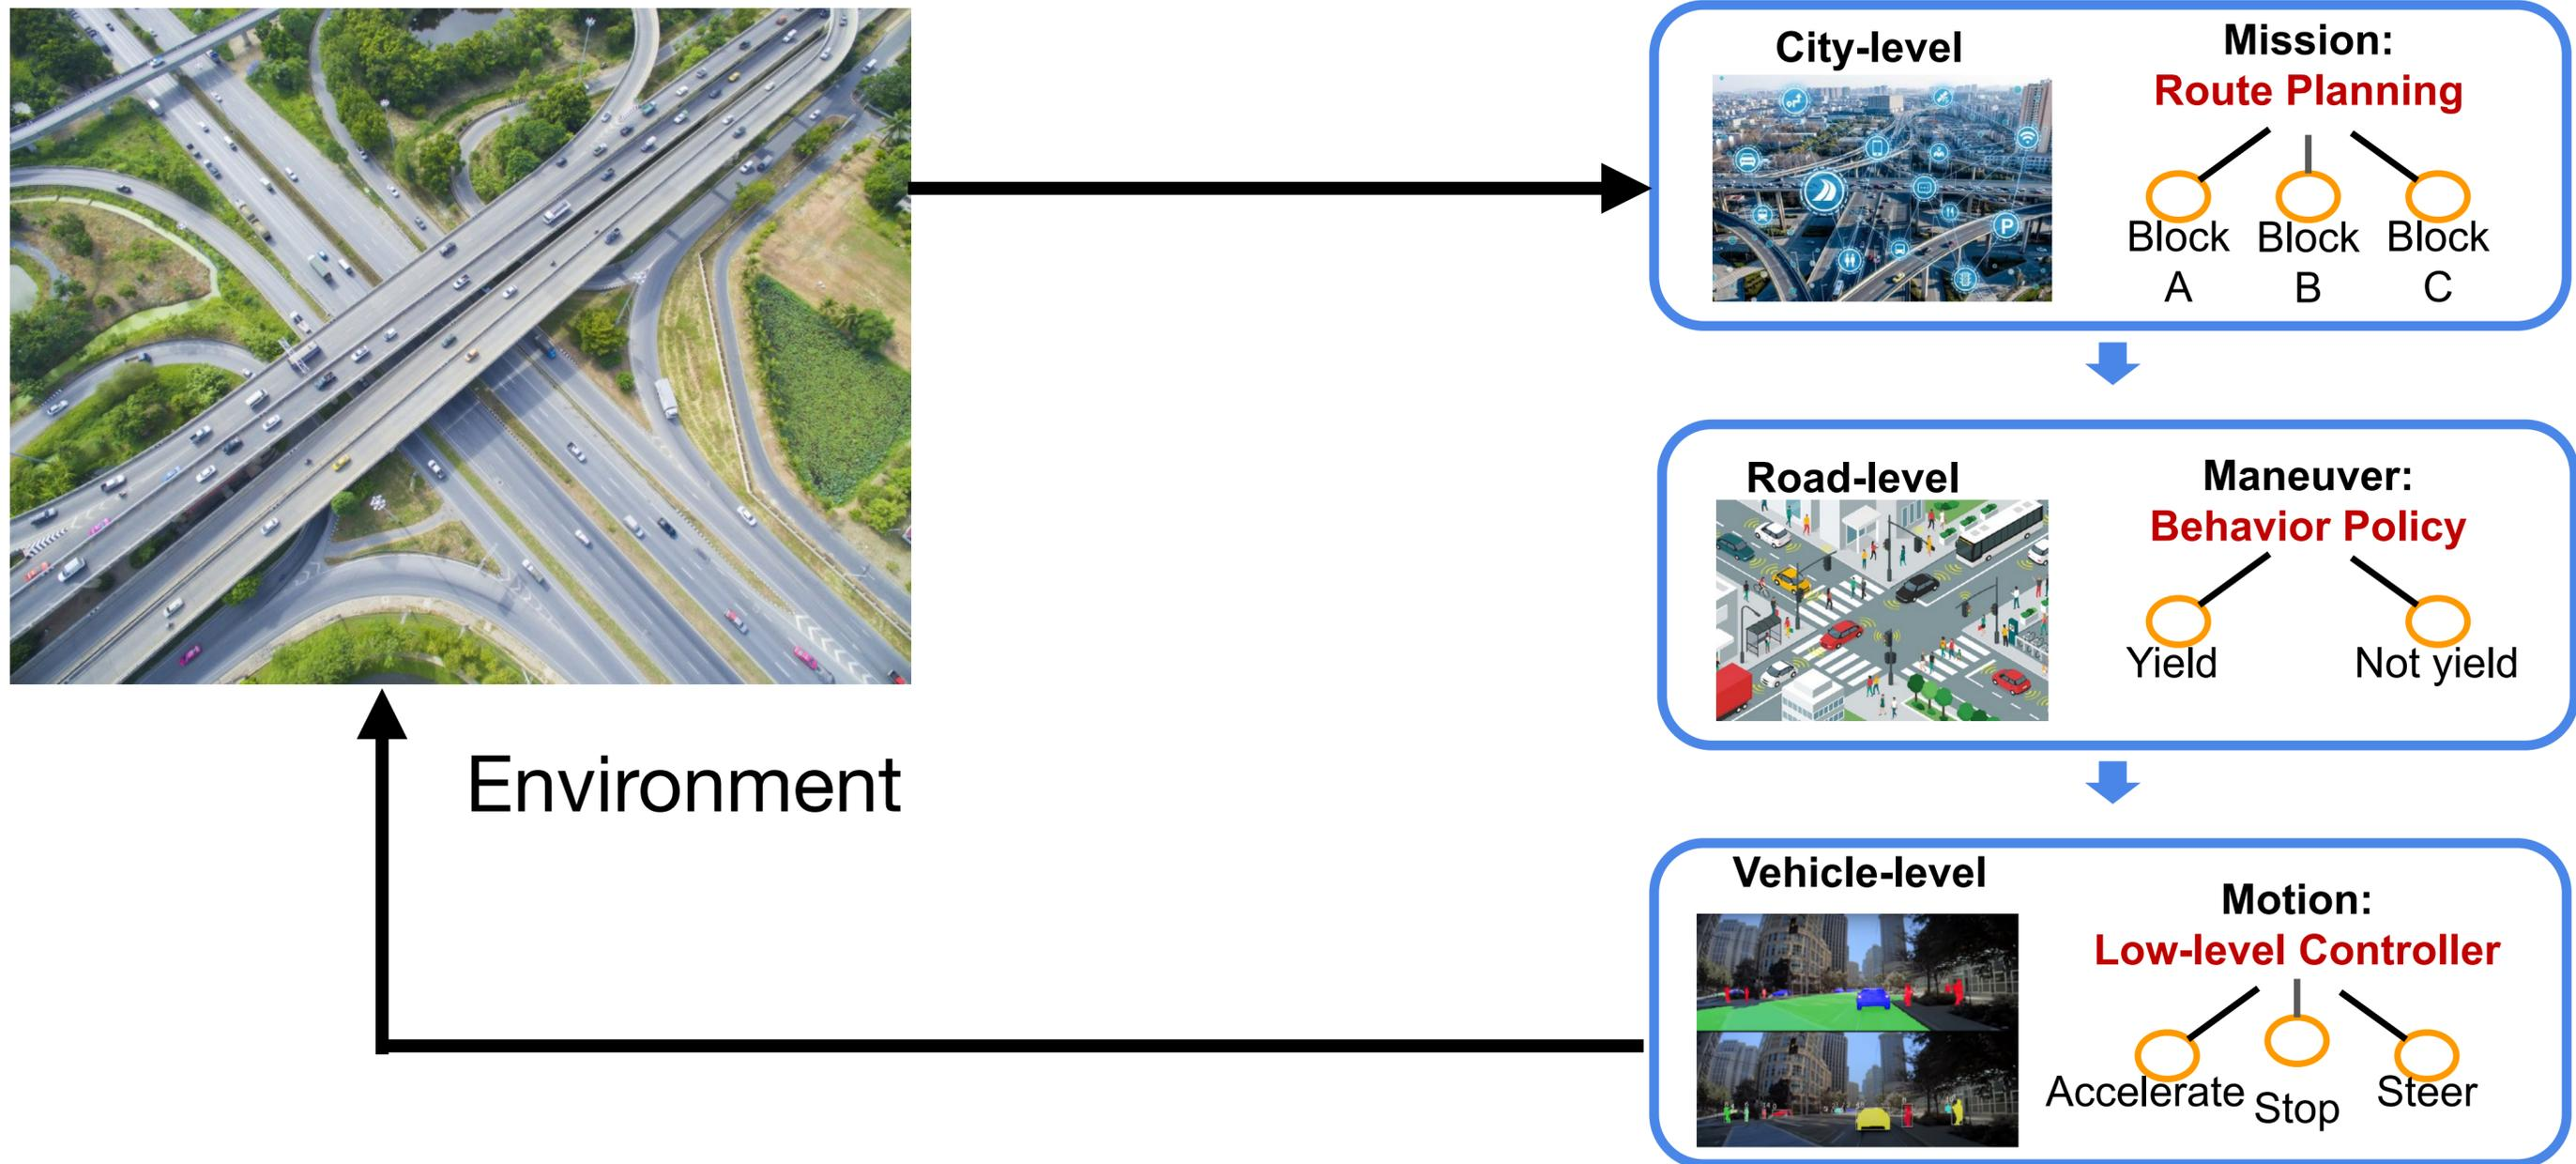 City-level
Mission:
Route Planning
Block Block Block
A B C
Road-level
Maneuver:
Behavior Policy
Yield Not yield
Environment
Vehicle-level
Motion:
Low-level Controller
Accelerate Stop Steer
P